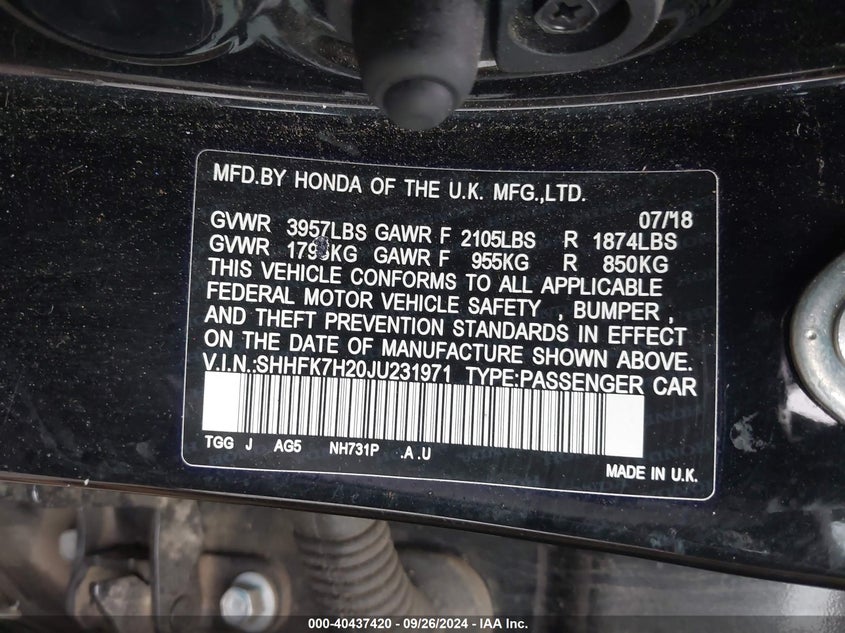 MFD.BY HONDA OF THE U.K. MFG.,LTD.
07/18
GVWR 3957LBS GAWR F 2105LBS R 1874LBS
GVWR GAWR F 955KG R 850KG
THIS VEHICLE CONFORMS TO ALL APPLICABLE
FEDERAL MOTOR VEHICLE SAFETY , BUMPER ,
AND THEFT PREVENTION STANDARDS IN EFFECT
ON THE DATE OF MANUFACTURE SHOWN ABOVE.
V.I.N.:SHHFK7H20JU231971 TYPE:PASSENGER CAR
TGG J AG5 NH731P .A .U
MADE IN U.K.
000-40437420 - 09/26/2024 - IAA Inc.